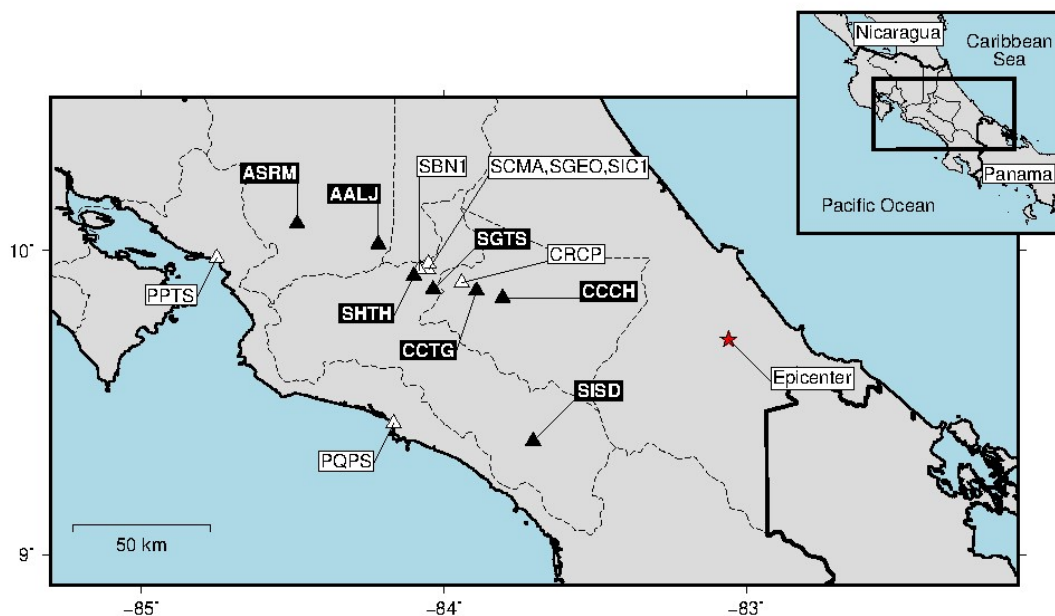 Nicaragua
Caribbean
Sea
Panama
Pacific Ocean
ASRM
AALJ
SBN1
SCMA,SGEO,SIC1
SGTS
CRCP
10°
PPTS
SHTH
CCCH
CCTG
Epicenter
SISD
PQPS
50 km
9°
−85°
−84°
−83°